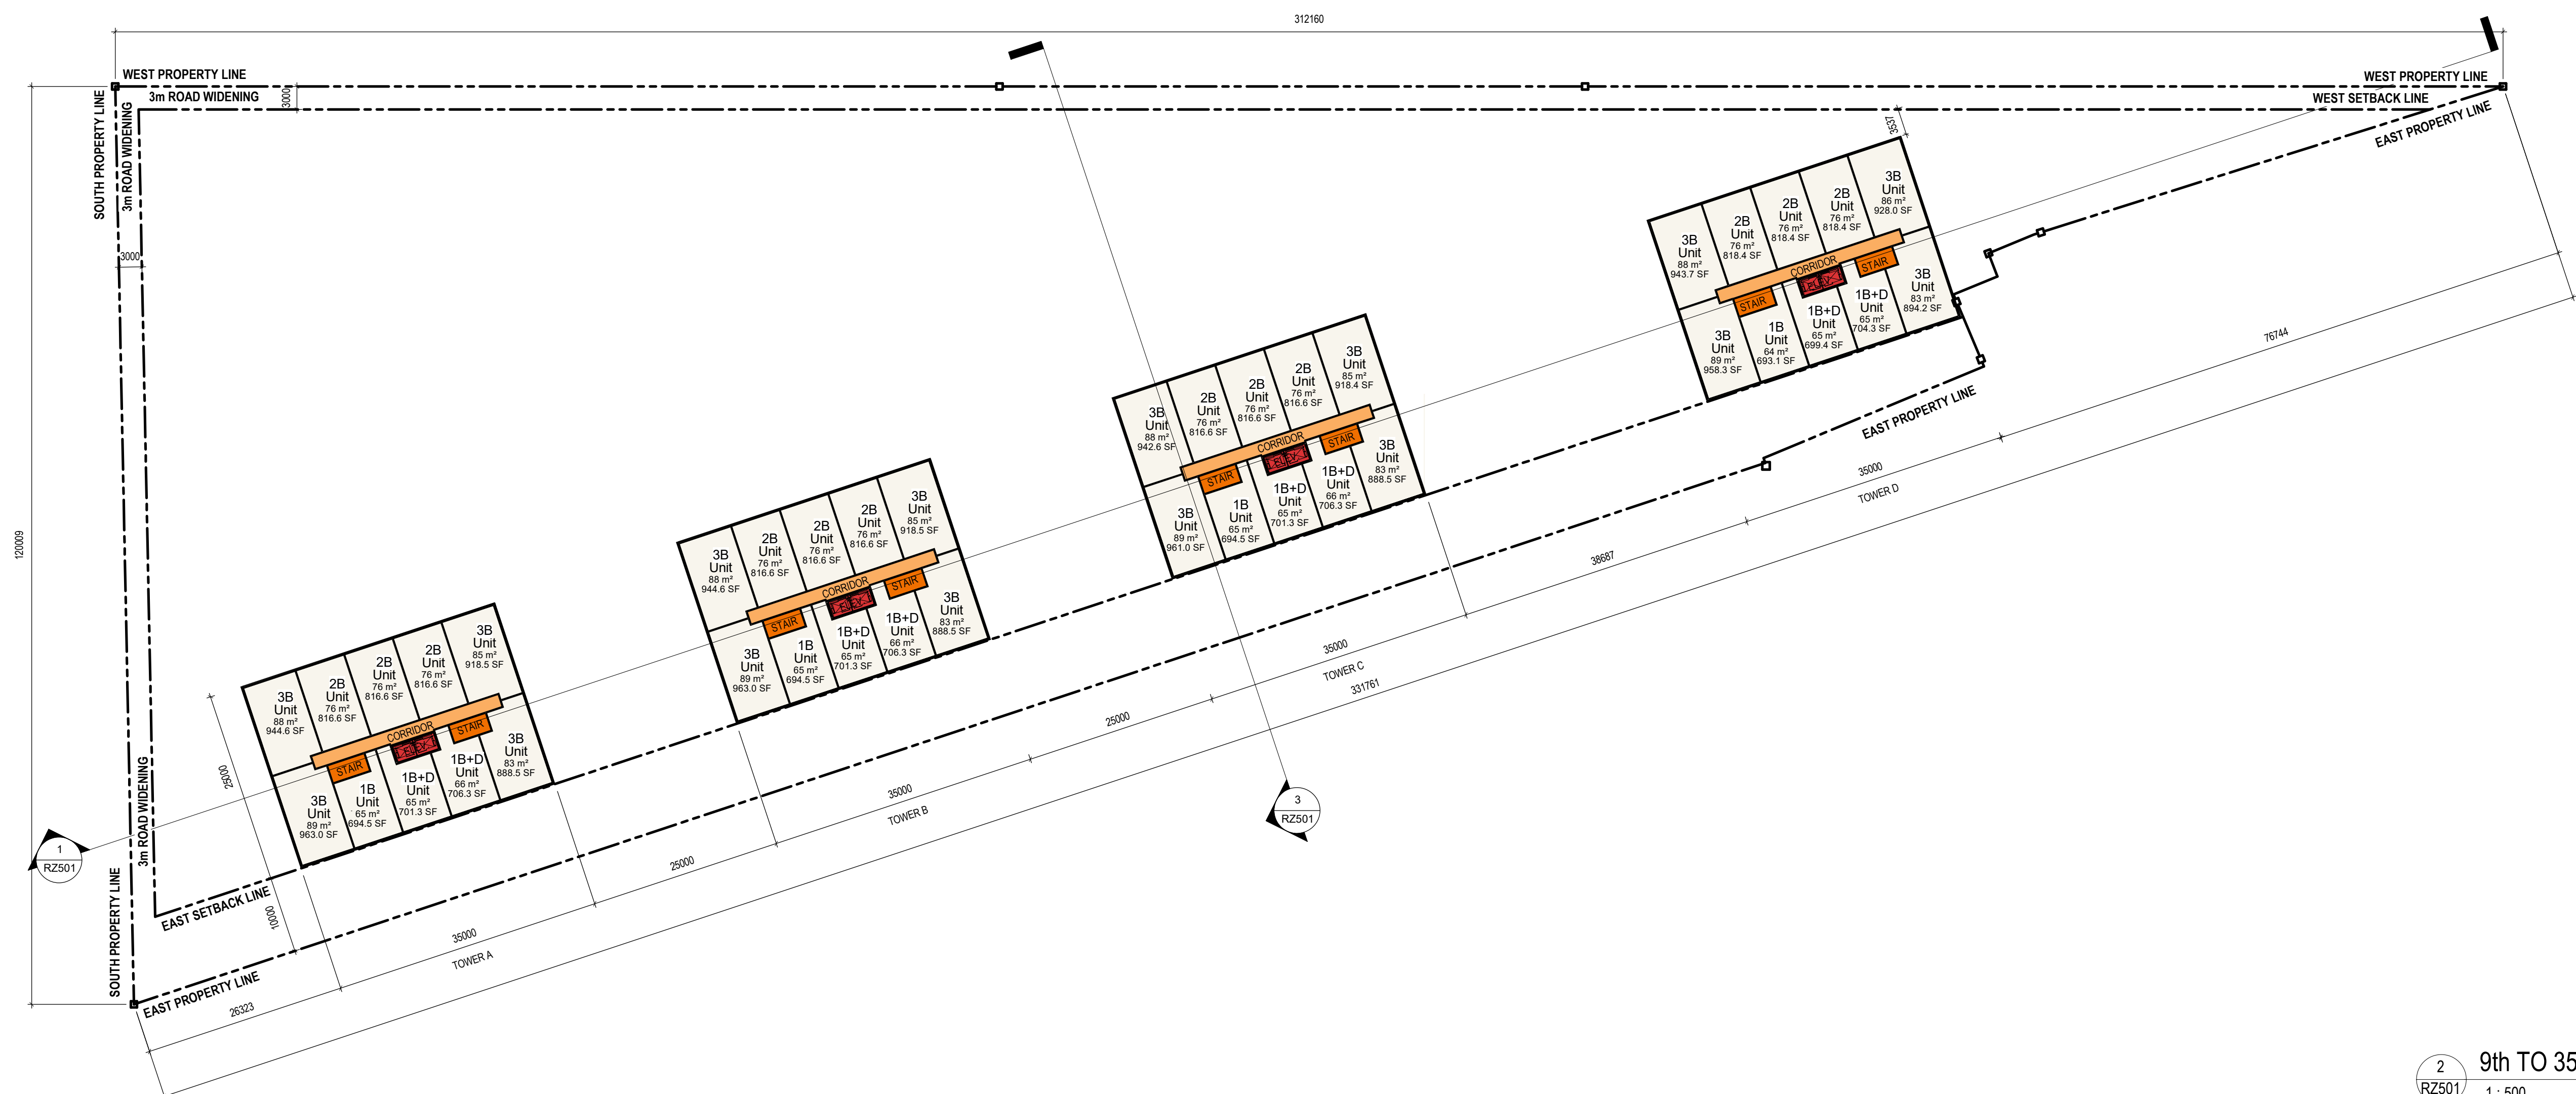 312160
WEST PROPERTY LINE
3m ROAD WIDENING
3000
WEST PROPERTY LINE
WEST SETBACK LINE
EAST PROPERTY LINE
SOUTH PROPERTY LINE
3m ROAD WIDENING
3000
120009
3537
3B
Unit
88 m²
943.7 SF
2B
Unit
76 m²
818.4 SF
2B
Unit
76 m²
818.4 SF
2B
Unit
76 m²
818.4 SF
3B
Unit
86 m²
928.0 SF
CORRIDOR
STAIR
ELEV.
STAIR
3B
Unit
89 m²
958.3 SF
1B
Unit
64 m²
693.1 SF
1B+D
Unit
65 m²
699.4 SF
1B+D
Unit
65 m²
704.3 SF
3B
Unit
83 m²
894.2 SF
EAST PROPERTY LINE
3B
Unit
88 m²
942.6 SF
2B
Unit
76 m²
816.6 SF
2B
Unit
76 m²
816.6 SF
2B
Unit
76 m²
816.6 SF
3B
Unit
85 m²
918.4 SF
CORRIDOR
STAIR
ELEV.
STAIR
3B
Unit
89 m²
961.0 SF
1B
Unit
65 m²
694.5 SF
1B+D
Unit
65 m²
701.3 SF
1B+D
Unit
66 m²
706.3 SF
3B
Unit
83 m²
888.5 SF
3B
Unit
88 m²
944.6 SF
2B
Unit
76 m²
816.6 SF
2B
Unit
76 m²
816.6 SF
2B
Unit
76 m²
816.6 SF
3B
Unit
85 m²
918.5 SF
CORRIDOR
STAIR
ELEV.
STAIR
3B
Unit
89 m²
963.0 SF
1B
Unit
65 m²
694.5 SF
1B+D
Unit
65 m²
701.3 SF
1B+D
Unit
66 m²
706.3 SF
3B
Unit
83 m²
888.5 SF
3B
Unit
88 m²
944.6 SF
2B
Unit
76 m²
816.6 SF
2B
Unit
76 m²
816.6 SF
2B
Unit
76 m²
816.6 SF
3B
Unit
85 m²
918.5 SF
CORRIDOR
STAIR
ELEV.
STAIR
3B
Unit
89 m²
963.0 SF
1B
Unit
65 m²
694.5 SF
1B+D
Unit
65 m²
701.3 SF
1B+D
Unit
66 m²
706.3 SF
3B
Unit
83 m²
888.5 SF
25000
10000
3m ROAD WIDENING
SOUTH PROPERTY LINE
EAST SETBACK LINE
EAST PROPERTY LINE
1
RZ501
3
RZ501
26323
35000
TOWER A
25000
35000
TOWER B
25000
35000
TOWER C
331761
38687
35000
TOWER D
76744
2
RZ501
9th TO 35
1 : 500